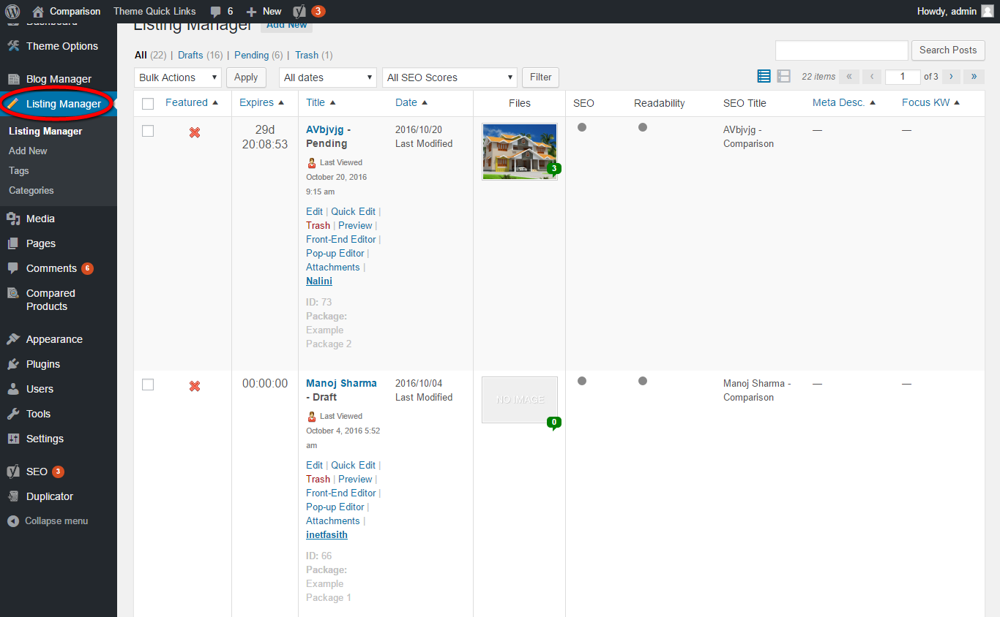 Comparison Theme Quick Links 6 New 3 Howdy, admin
Dashboard
Theme Options
Blog Manager
Listing Manager
Listing Manager
Add New
Tags
Categories
Media
Pages
Comments 6
Compared
Products
Appearance
Plugins
Users
Tools
Settings
SEO 3
Duplicator
Collapse menu
Listing Manager Add New
All (22) | Drafts (16) | Pending (6) | Trash (1)
Search Posts
Bulk Actions Apply All dates All SEO Scores Filter
22 items « ‹ 1 of 3 › »
Featured Expires Title Date Files SEO Readability SEO Title Meta Desc. Focus KW
29d
20:08:53
AVbjvjg -
Pending
Last Viewed
October 20, 2016
9:15 am
Edit | Quick Edit |
Trash | Preview |
Front-End Editor |
Pop-up Editor |
Attachments |
Nalini
ID: 73
Package:
Example
Package 2
2016/10/20
Last Modified
3
AVbjvjg -
Comparison
—
—
00:00:00
Manoj Sharma
- Draft
Last Viewed
October 4, 2016 5:52
am
Edit | Quick Edit |
Trash | Preview |
Front-End Editor |
Pop-up Editor |
Attachments |
inetfasith
ID: 66
Package:
Example
Package 1
2016/10/04
Last Modified
NO IMAGE
0
Manoj Sharma -
Comparison
—
—